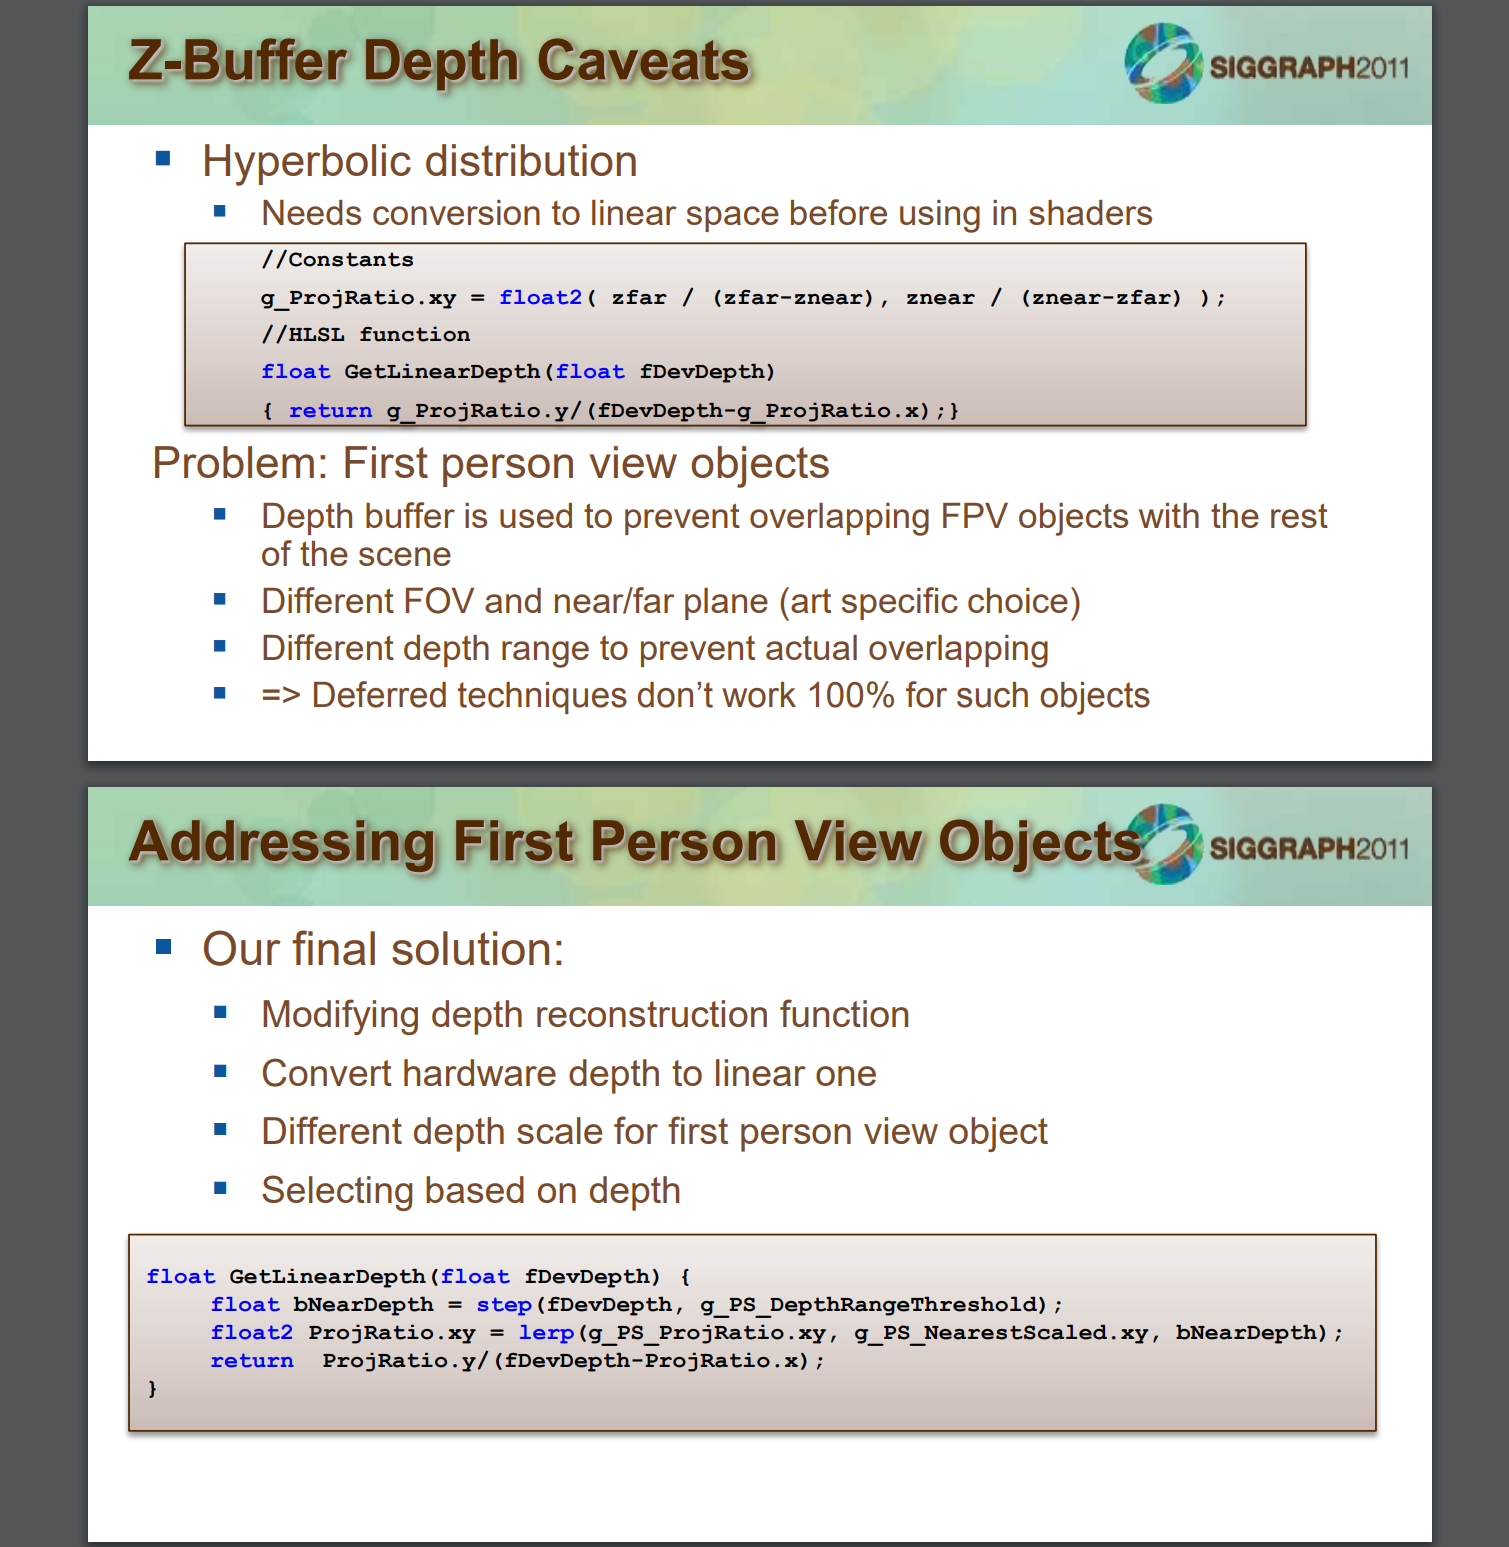 Z-Buffer Depth Caveats
SIGGRAPH2011
Hyperbolic distribution
Needs conversion to linear space before using in shaders
//Constants
g_ProjRatio.xy = float2( zfar / (zfar-znear), znear / (znear-zfar) );
//HLSL function
float GetLinearDepth(float fDevDepth)
{ return g_ProjRatio.y/(fDevDepth-g_ProjRatio.x);}
Problem: First person view objects
Depth buffer is used to prevent overlapping FPV objects with the rest
of the scene
Different FOV and near/far plane (art specific choice)
Different depth range to prevent actual overlapping
=> Deferred techniques don’t work 100% for such objects
Addressing First Person View Objects
SIGGRAPH2011
Our final solution:
Modifying depth reconstruction function
Convert hardware depth to linear one
Different depth scale for first person view object
Selecting based on depth
float GetLinearDepth(float fDevDepth) {
float bNearDepth = step(fDevDepth, g_PS_DepthRangeThreshold);
float2 ProjRatio.xy = lerp(g_PS_ProjRatio.xy, g_PS_NearestScaled.xy, bNearDepth);
return ProjRatio.y/(fDevDepth-ProjRatio.x);
}